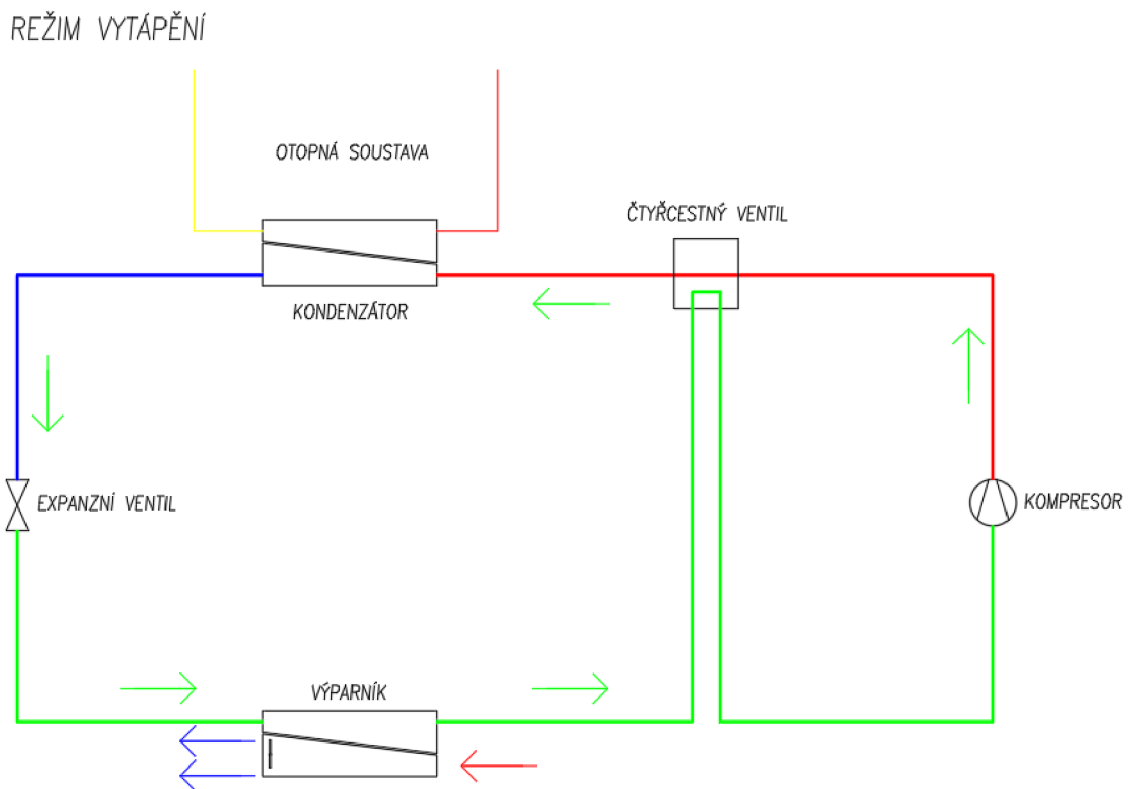 REŽIM VYTÁPĚNÍ
OTOPNÁ SOUSTAVA
ČTYŘCESTNÝ VENTIL
KONDENZÁTOR
EXPANZNÍ VENTIL
KOMPRESOR
VÝPARNÍK